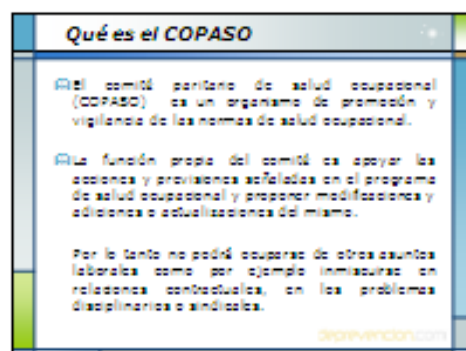 Qué es el COPASO
El comité paritario de salud ocupacional
(COPASO) es un organismo de promoción y
vigilancia de las normas de salud ocupacional.
La función propia del comité es apoyar las
acciones y previsiones señaladas en el programa
de salud ocupacional y proponer modificaciones y
adiciones o actualizaciones del mismo.
Por lo tanto no podrá ocuparse de otros asuntos
laborales como por ejemplo inmiscuirse en
relaciones contractuales, en los problemas
disciplinarios o sindicales.
deprevencion.com